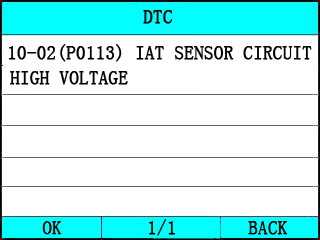 DTC
10-02(P0113) IAT SENSOR CIRCUIT
HIGH VOLTAGE
OK 1/1 BACK